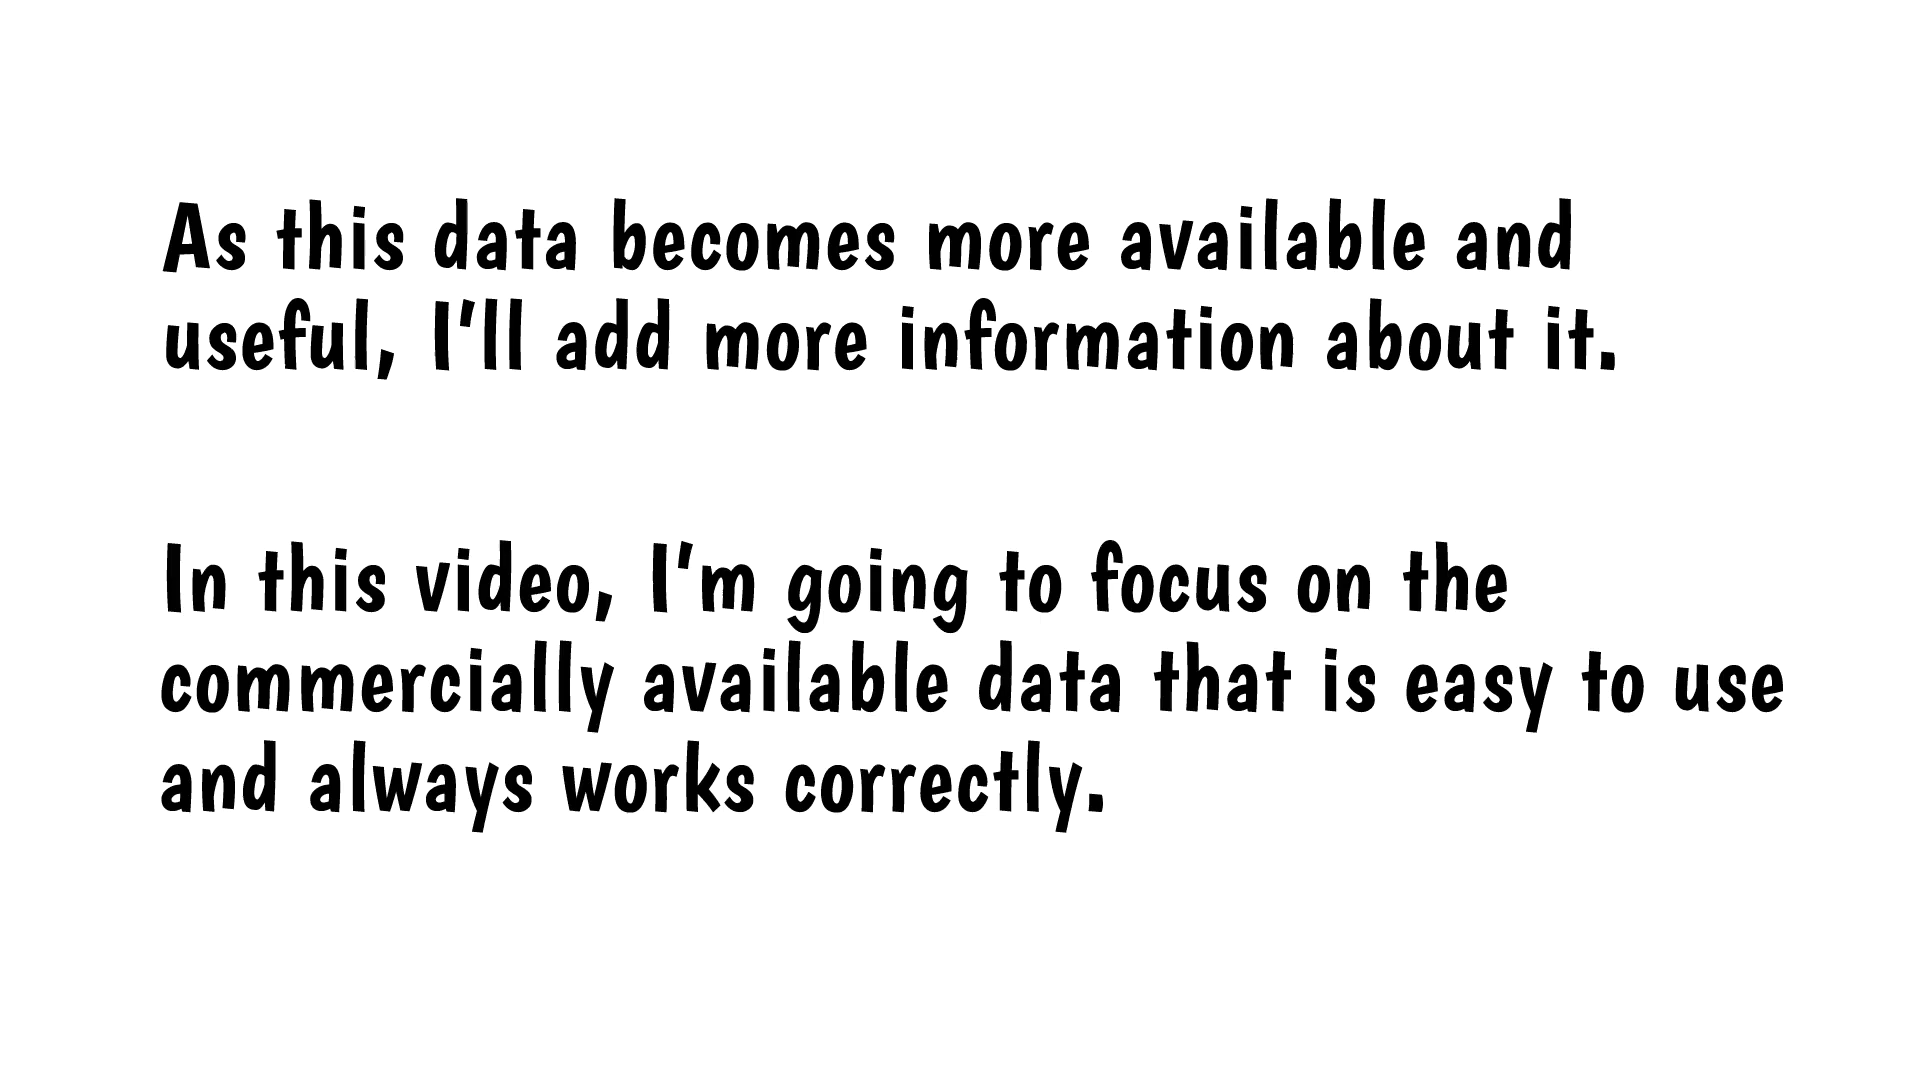 As this data becomes more available and
useful, I'll add more information about it.
In this video, I'm going to focus on the
commercially available data that is easy to use
and always works correctly.